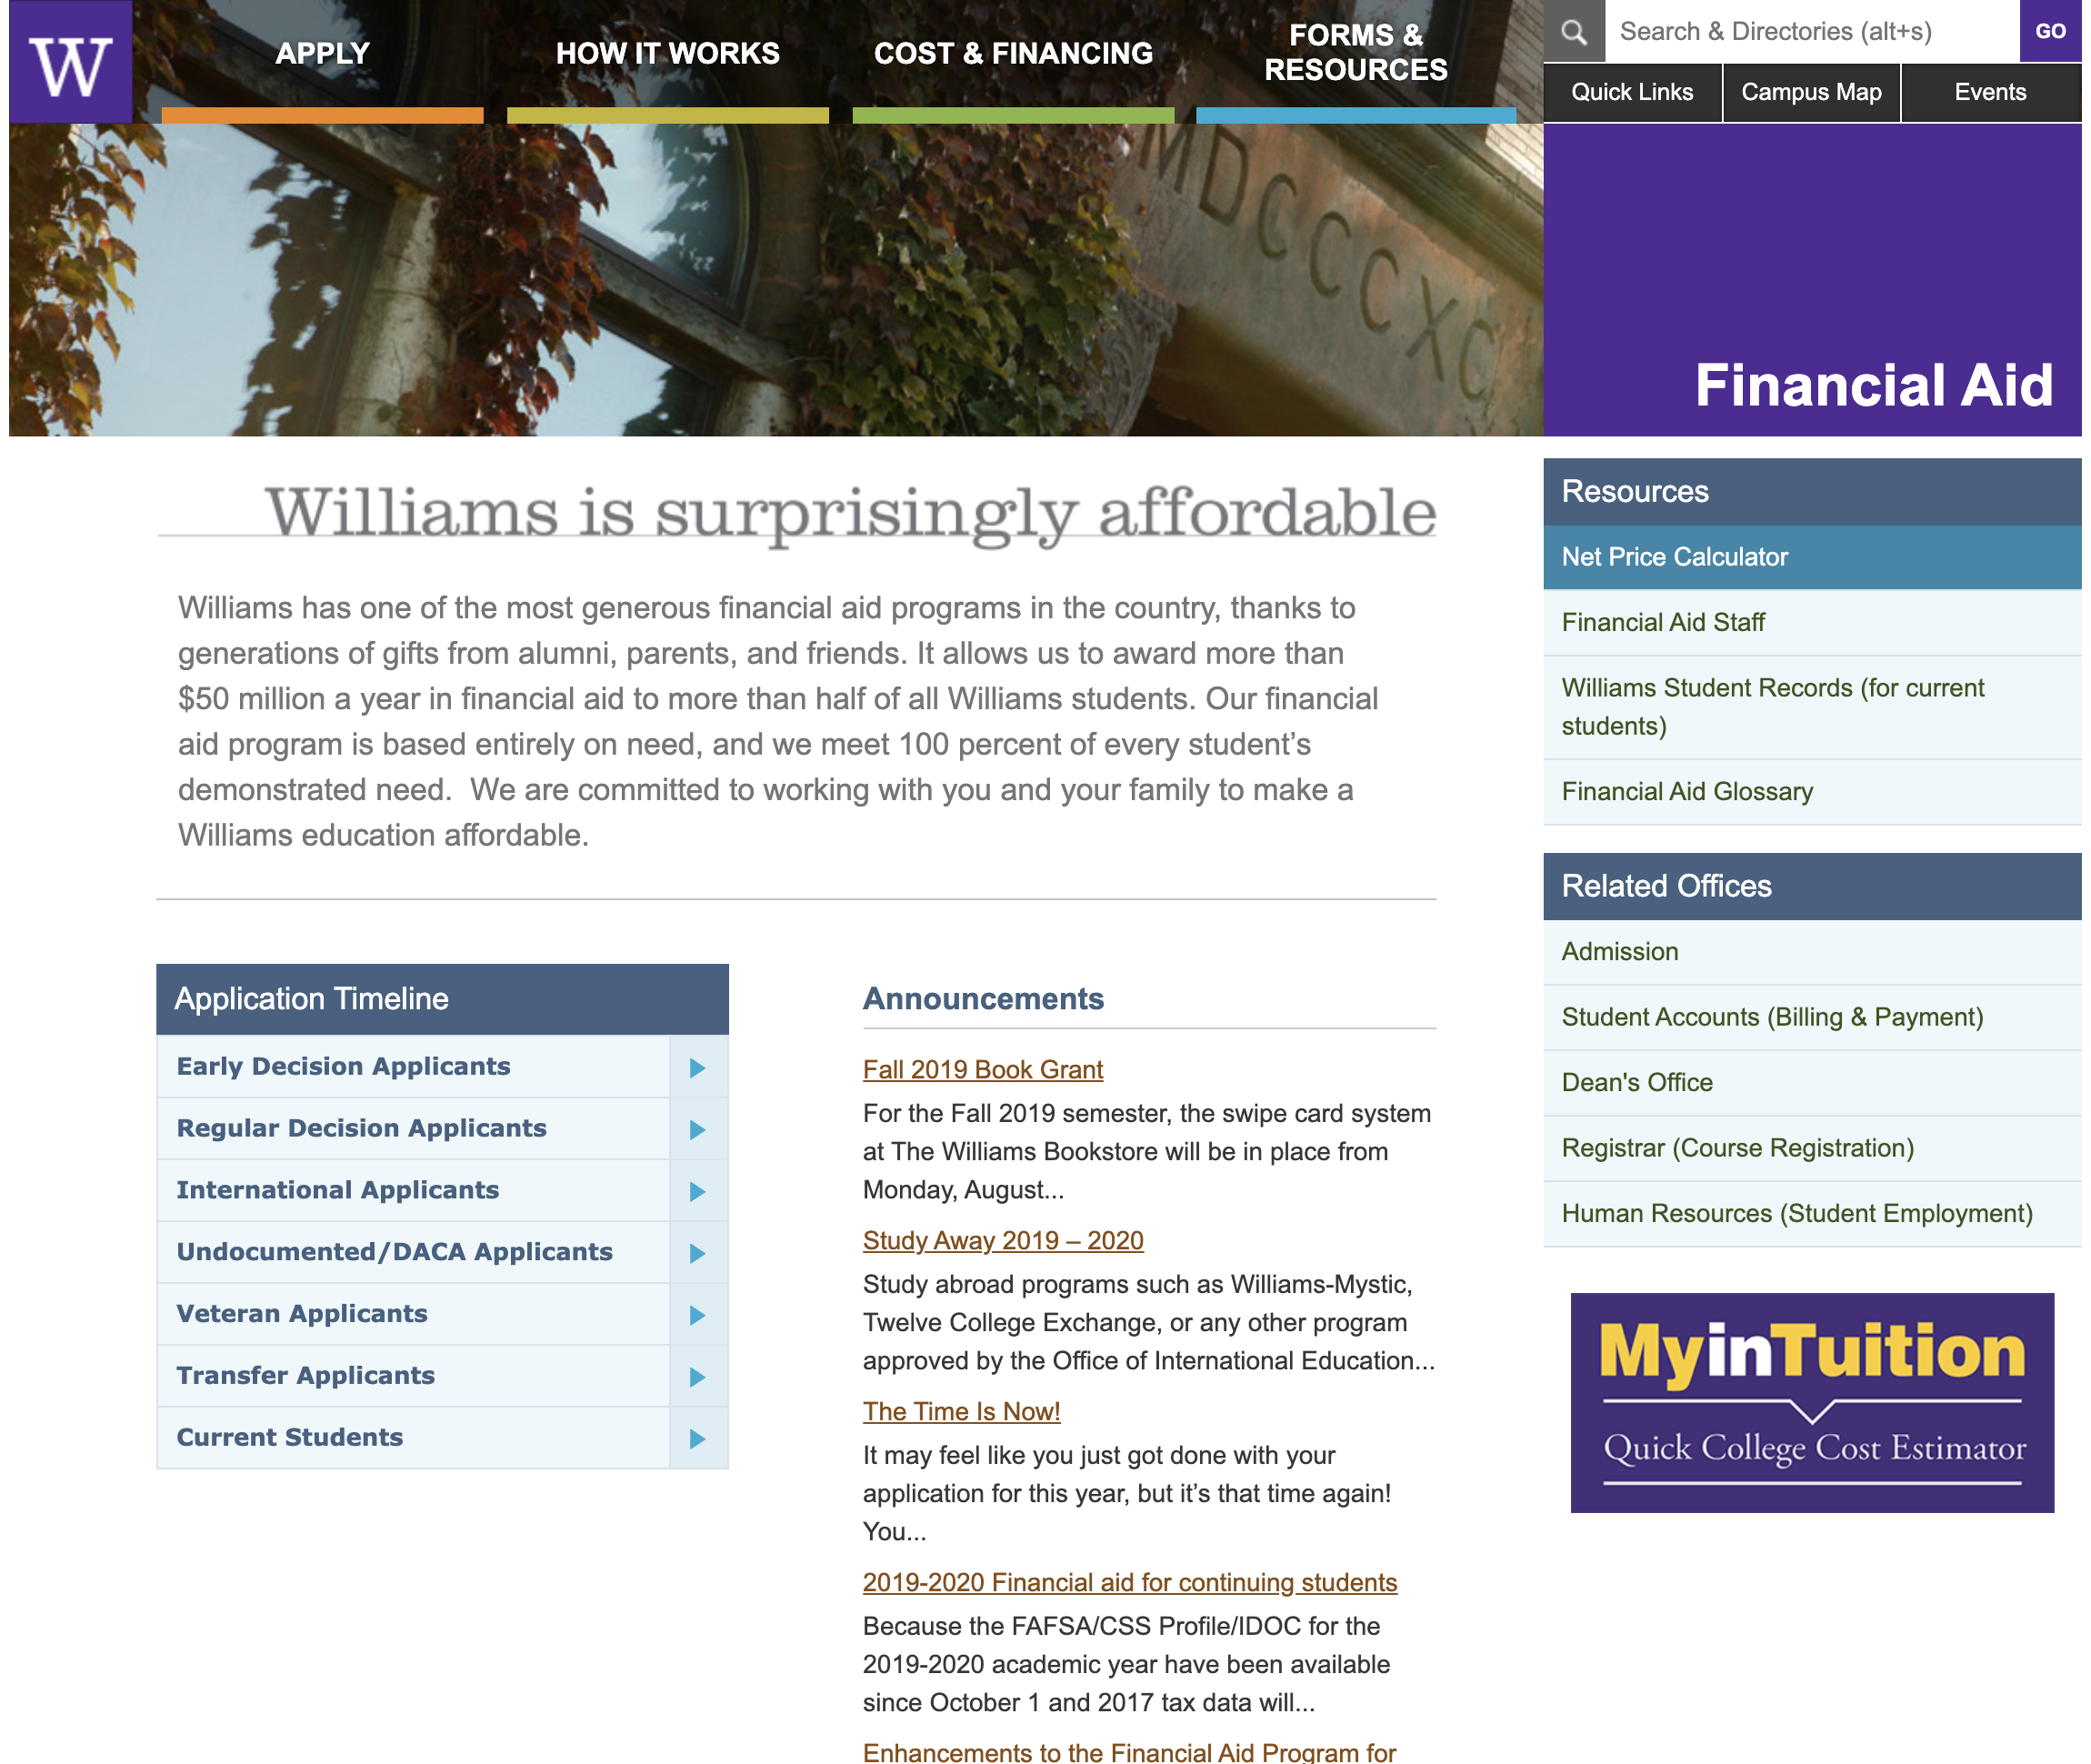 W
APPLY
HOW IT WORKS
COST & FINANCING
FORMS &
RESOURCES
Search & Directories (alt+s)
GO
Quick Links
Campus Map
Events
MDCCCXC
Financial Aid
Williams is surprisingly affordable
Williams has one of the most generous financial aid programs in the country, thanks to
generations of gifts from alumni, parents, and friends. It allows us to award more than
$50 million a year in financial aid to more than half of all Williams students. Our financial
aid program is based entirely on need, and we meet 100 percent of every student’s
demonstrated need.  We are committed to working with you and your family to make a
Williams education affordable.
Application Timeline
Early Decision Applicants
Regular Decision Applicants
International Applicants
Undocumented/DACA Applicants
Veteran Applicants
Transfer Applicants
Current Students
Announcements
Fall 2019 Book Grant
For the Fall 2019 semester, the swipe card system
at The Williams Bookstore will be in place from
Monday, August...
Study Away 2019 – 2020
Study abroad programs such as Williams-Mystic,
Twelve College Exchange, or any other program
approved by the Office of International Education...
The Time Is Now!
It may feel like you just got done with your
application for this year, but it’s that time again!
You...
2019-2020 Financial aid for continuing students
Because the FAFSA/CSS Profile/IDOC for the
2019-2020 academic year have been available
since October 1 and 2017 tax data will...
Enhancements to the Financial Aid Program for
Resources
Net Price Calculator
Financial Aid Staff
Williams Student Records (for current
students)
Financial Aid Glossary
Related Offices
Admission
Student Accounts (Billing & Payment)
Dean's Office
Registrar (Course Registration)
Human Resources (Student Employment)
MyinTuition
Quick College Cost Estimator